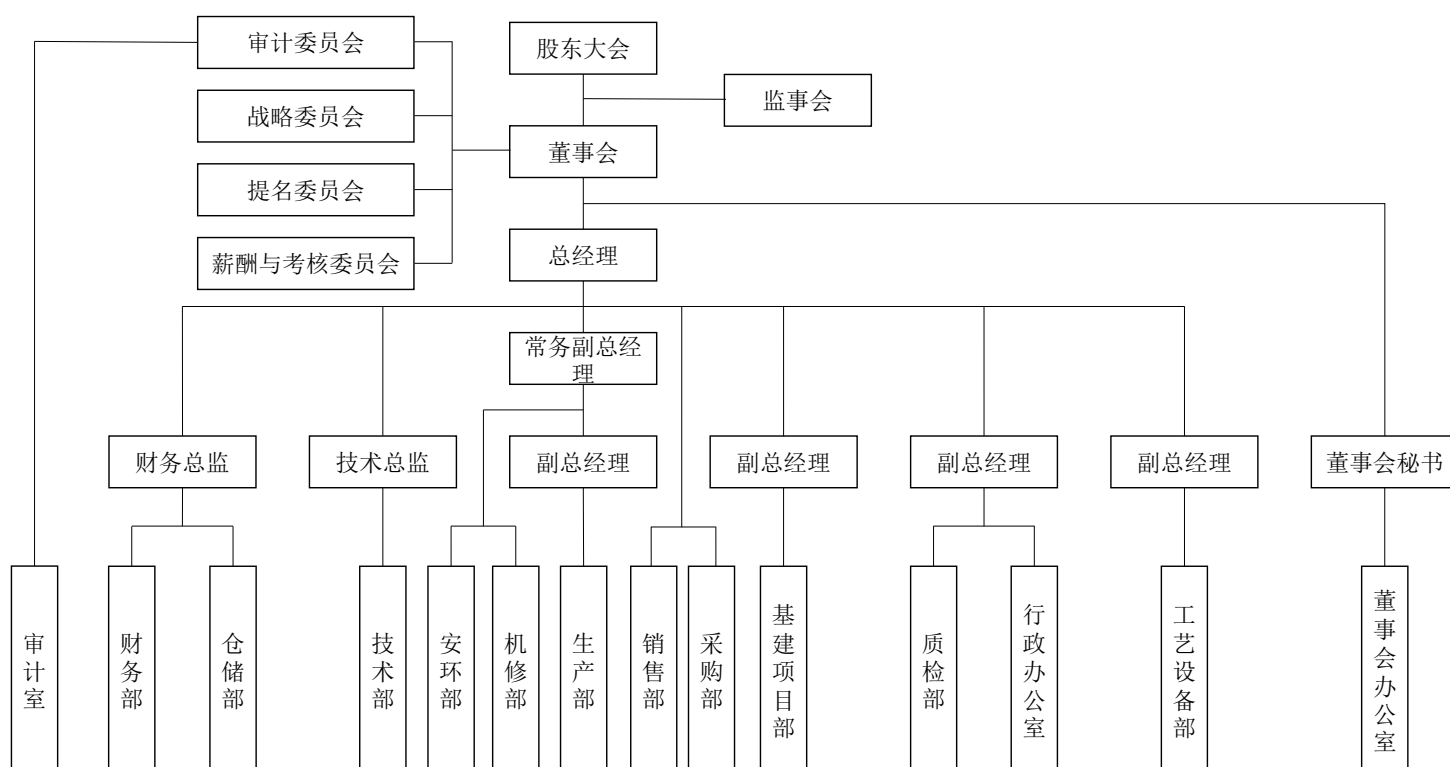 审计委员会
股东大会
监事会
战略委员会
董事会
提名委员会
总经理
薪酬与考核委员会
常务副总经
理
财务总监
技术总监
副总经理
副总经理
副总经理
副总经理
董事会秘书
审计室
财务部
仓储部
技术部
安环部
机修部
生产部
销售部
采购部
基建项目部
质检部
行政办公室
工艺设备部
董事会办公室